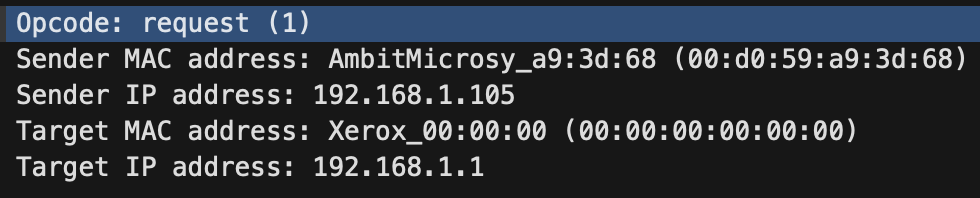 Opcode: request (1)
Sender MAC address: AmbitMicrosy_a9:3d:68 (00:d0:59:a9:3d:68)
Sender IP address: 192.168.1.105
Target MAC address: Xerox_00:00:00 (00:00:00:00:00:00)
Target IP address: 192.168.1.1